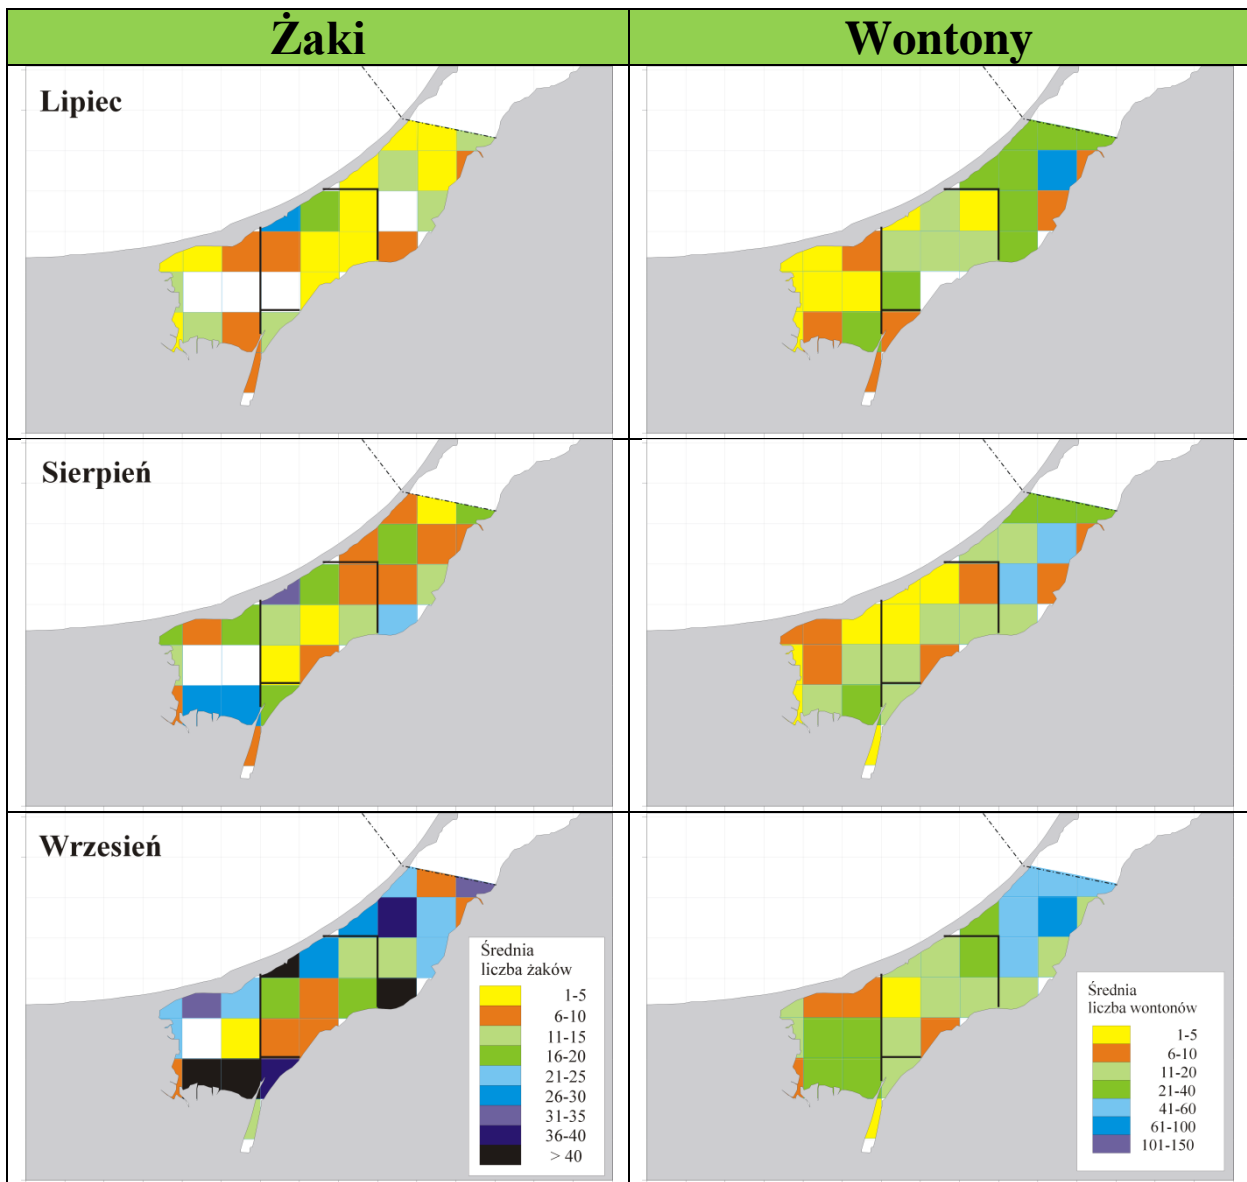 Żaki
Wontony
Lipiec
Sierpień
Wrzesień
Średnia
liczba żaków
1-5
6-10
11-15
16-20
21-25
26-30
31-35
36-40
> 40
Średnia
liczba wontonów
1-5
6-10
11-20
21-40
41-60
61-100
101-150